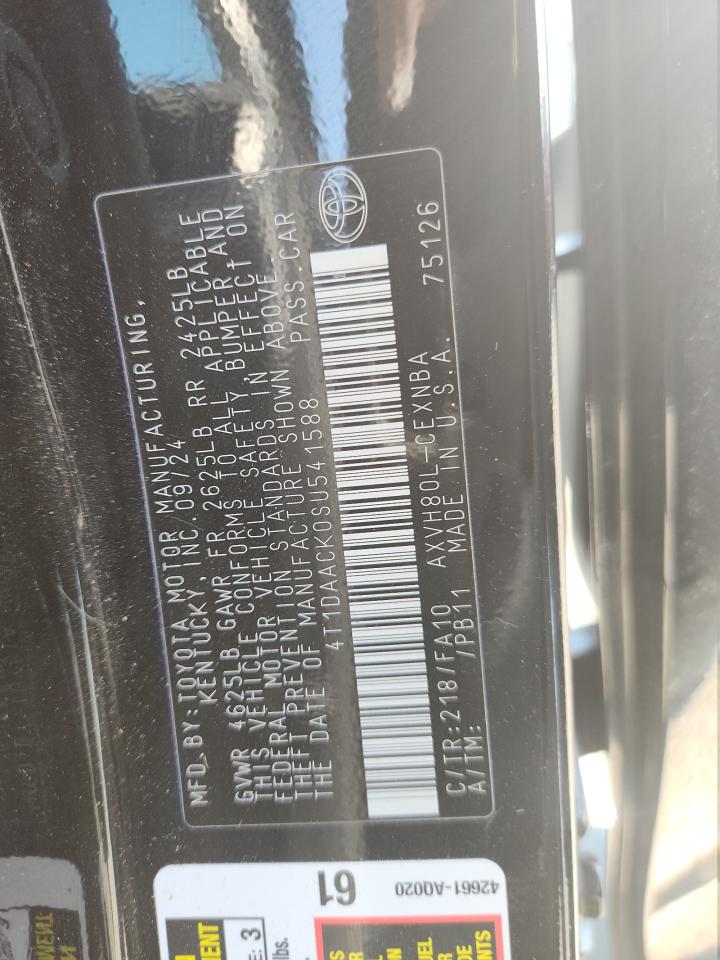 MFD. BY: TOYOTA MOTOR MANUFACTURING,
KENTUCKY, INC. 09/24
GVWR 4625LB GAWR FR 2625LB RR 2425LB
THIS VEHICLE CONFORMS TO ALL APPLICABLE
FEDERAL MOTOR VEHICLE SAFETY, BUMPER, AND
THEFT PREVENTION STANDARDS IN EFFECT ON
THE DATE OF MANUFACTURE SHOWN ABOVE.
4T1DAACK0SU541588 PASS.CAR
C/TR:218/FA10 AXVH80L-CEXNBA 75126
A/TM: /PB11 MADE IN U.S.A.
61
42661-AQ020
3
lbs.